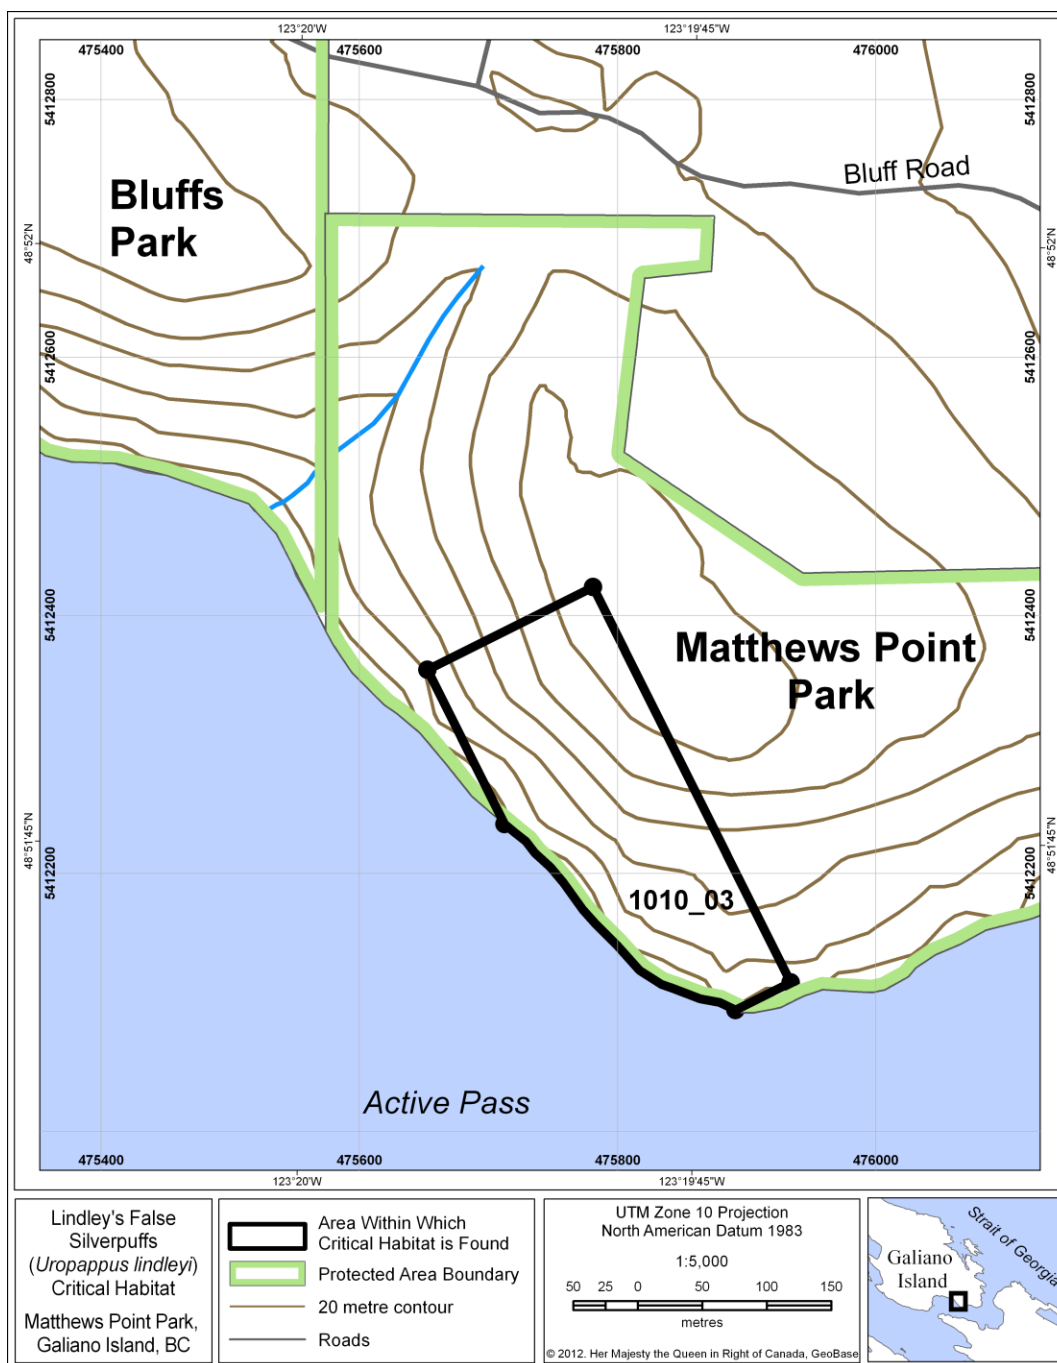 123°20'W
123°19'45"W
475400
475600
475800
476000
5412800
5412800
Bluff Road
Bluffs
Park
48°52'N
48°52'N
5412600
5412600
5412400
5412400
Matthews Point
Park
48°51'45"N
48°51'45"N
5412200
5412200
1010_03
Active Pass
475400
475600
475800
476000
123°20'W
123°19'45"W
Lindley's False
Silverpuffs
(Uropappus lindleyi)
Critical Habitat
Matthews Point Park,
Galiano Island, BC
Area Within Which
Critical Habitat is Found
Protected Area Boundary
20 metre contour
Roads
UTM Zone 10 Projection
North American Datum 1983
1:5,000
50 25 0 50 100 150
metres
© 2012. Her Majesty the Queen in Right of Canada, GeoBase
Strait of Georgia
Galiano
Island